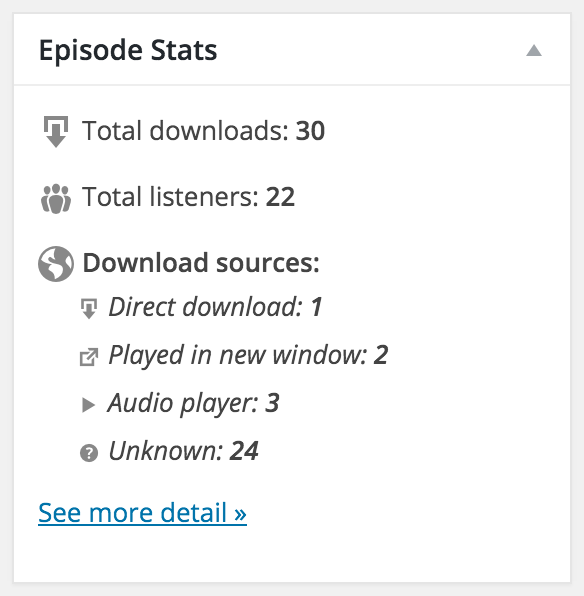 Episode Stats
Total downloads: 30
Total listeners: 22
Download sources:
Direct download: 1
Played in new window: 2
Audio player: 3
Unknown: 24
See more detail »